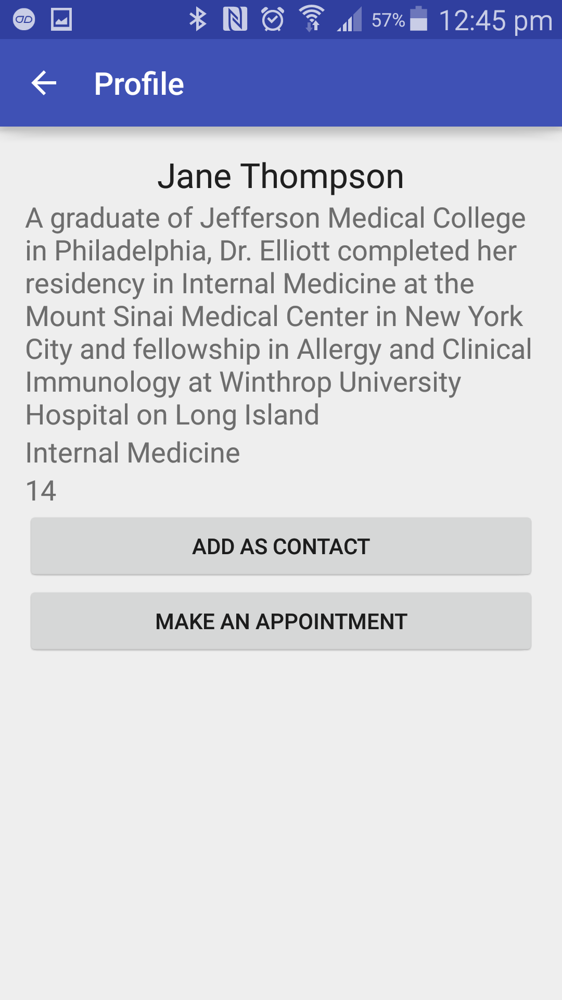 57% 12:45 pm
Profile
Jane Thompson
A graduate of Jefferson Medical College
in Philadelphia, Dr. Elliott completed her
residency in Internal Medicine at the
Mount Sinai Medical Center in New York
City and fellowship in Allergy and Clinical
Immunology at Winthrop University
Hospital on Long Island
Internal Medicine
14
ADD AS CONTACT
MAKE AN APPOINTMENT